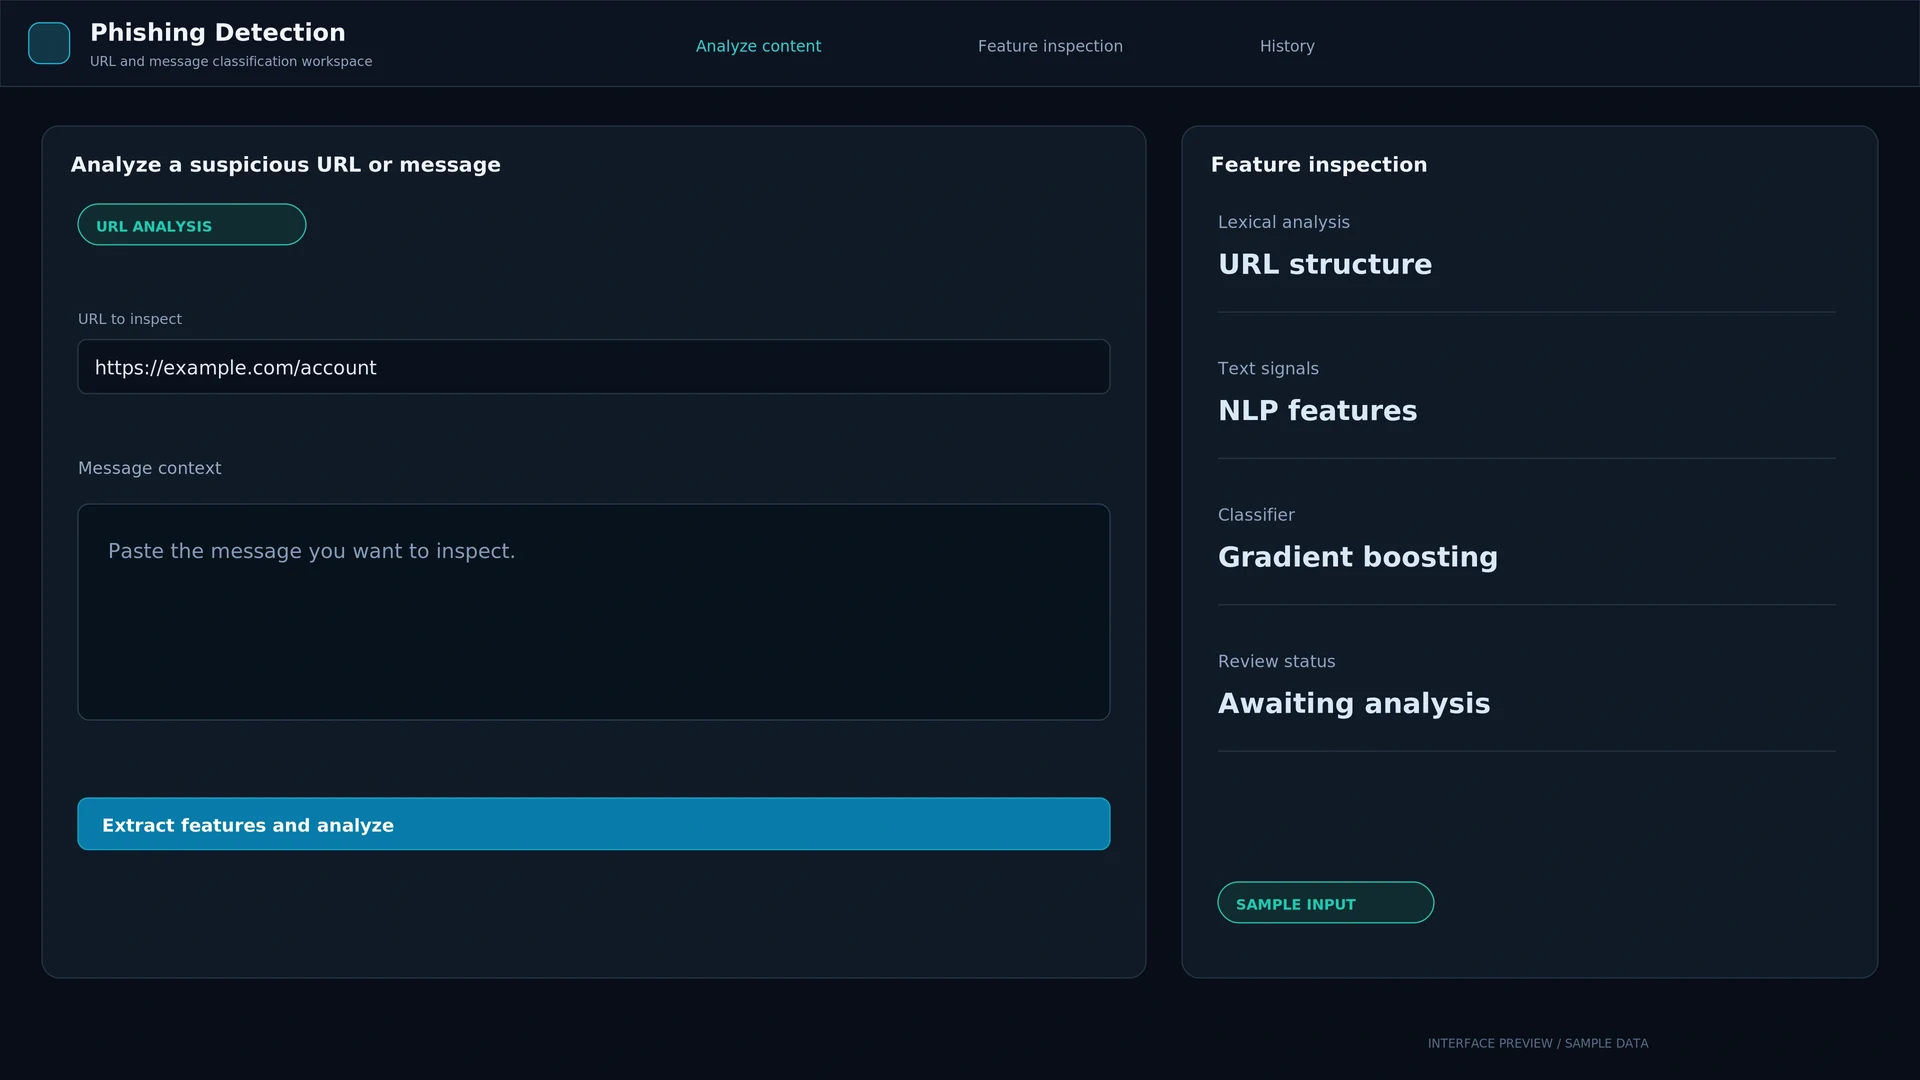 Phishing Detection
URL and message classification workspace
Analyze content
Feature inspection
History
Analyze a suspicious URL or message
URL ANALYSIS
URL to inspect
https://example.com/account
Message context
Paste the message you want to inspect.
Extract features and analyze
Feature inspection
Lexical analysis
URL structure
Text signals
NLP features
Classifier
Gradient boosting
Review status
Awaiting analysis
SAMPLE INPUT
INTERFACE PREVIEW / SAMPLE DATA